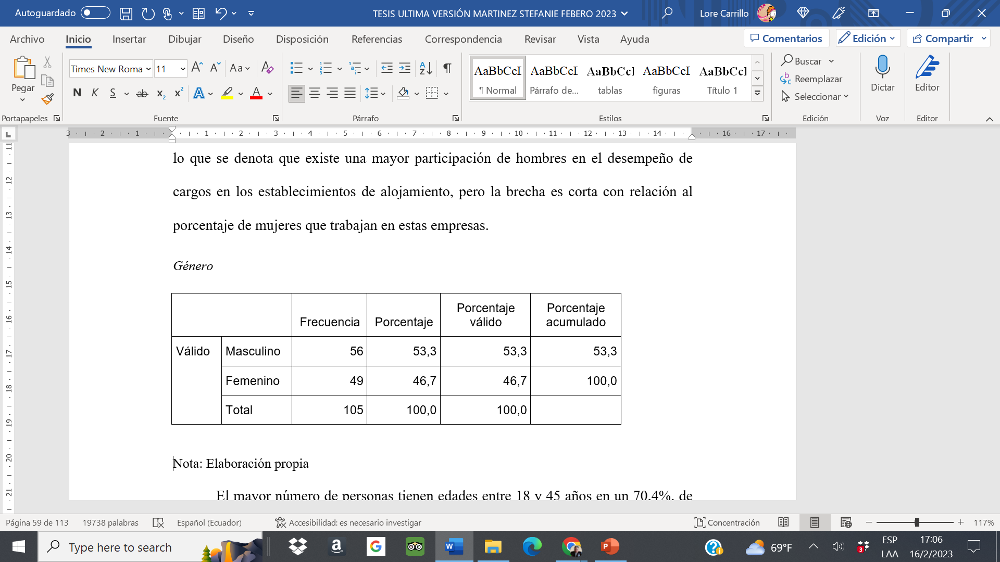 Autoguardado
TESIS ULTIMA VERSIÓN MARTINEZ STEFANIE FEBERO 2023
Lore Carrillo
Archivo Inicio Insertar Dibujar Diseño Disposición Referencias Correspondencia Revisar Vista Ayuda
Comentarios Edición Compartir
Pegar
Times New Roma 11
Aa
N K S ab x2 x2 A A
AaBbCcI AaBbCcI AaBbCcI AaBbCcI AaBbCcI
¶ Normal Párrafo de... tablas figuras Título 1
Buscar
Reemplazar
Seleccionar
Dictar
Editor
Portapapeles Fuente Párrafo Estilos Edición Voz Editor
3 2 1 1 2 3 4 5 6 7 8 9 10 11 12 13 14 16 17
11
12
13
14
15
16
17
18
19
20
21
lo que se denota que existe una mayor participación de hombres en el desempeño de
cargos en los establecimientos de alojamiento, pero la brecha es corta con relación al
porcentaje de mujeres que trabajan en estas empresas.
Género
Frecuencia Porcentaje Porcentaje válido Porcentaje acumulado
Válido Masculino 56 53,3 53,3 53,3
Femenino 49 46,7 46,7 100,0
Total 105 100,0 100,0
Nota: Elaboración propia
El mayor número de personas tienen edades entre 18 y 45 años en un 70,4%, de
Página 59 de 113 19738 palabras Español (Ecuador) Accesibilidad: es necesario investigar Concentración 117%
Type here to search
69°F
3
ESP
LAA
17:06
16/2/2023